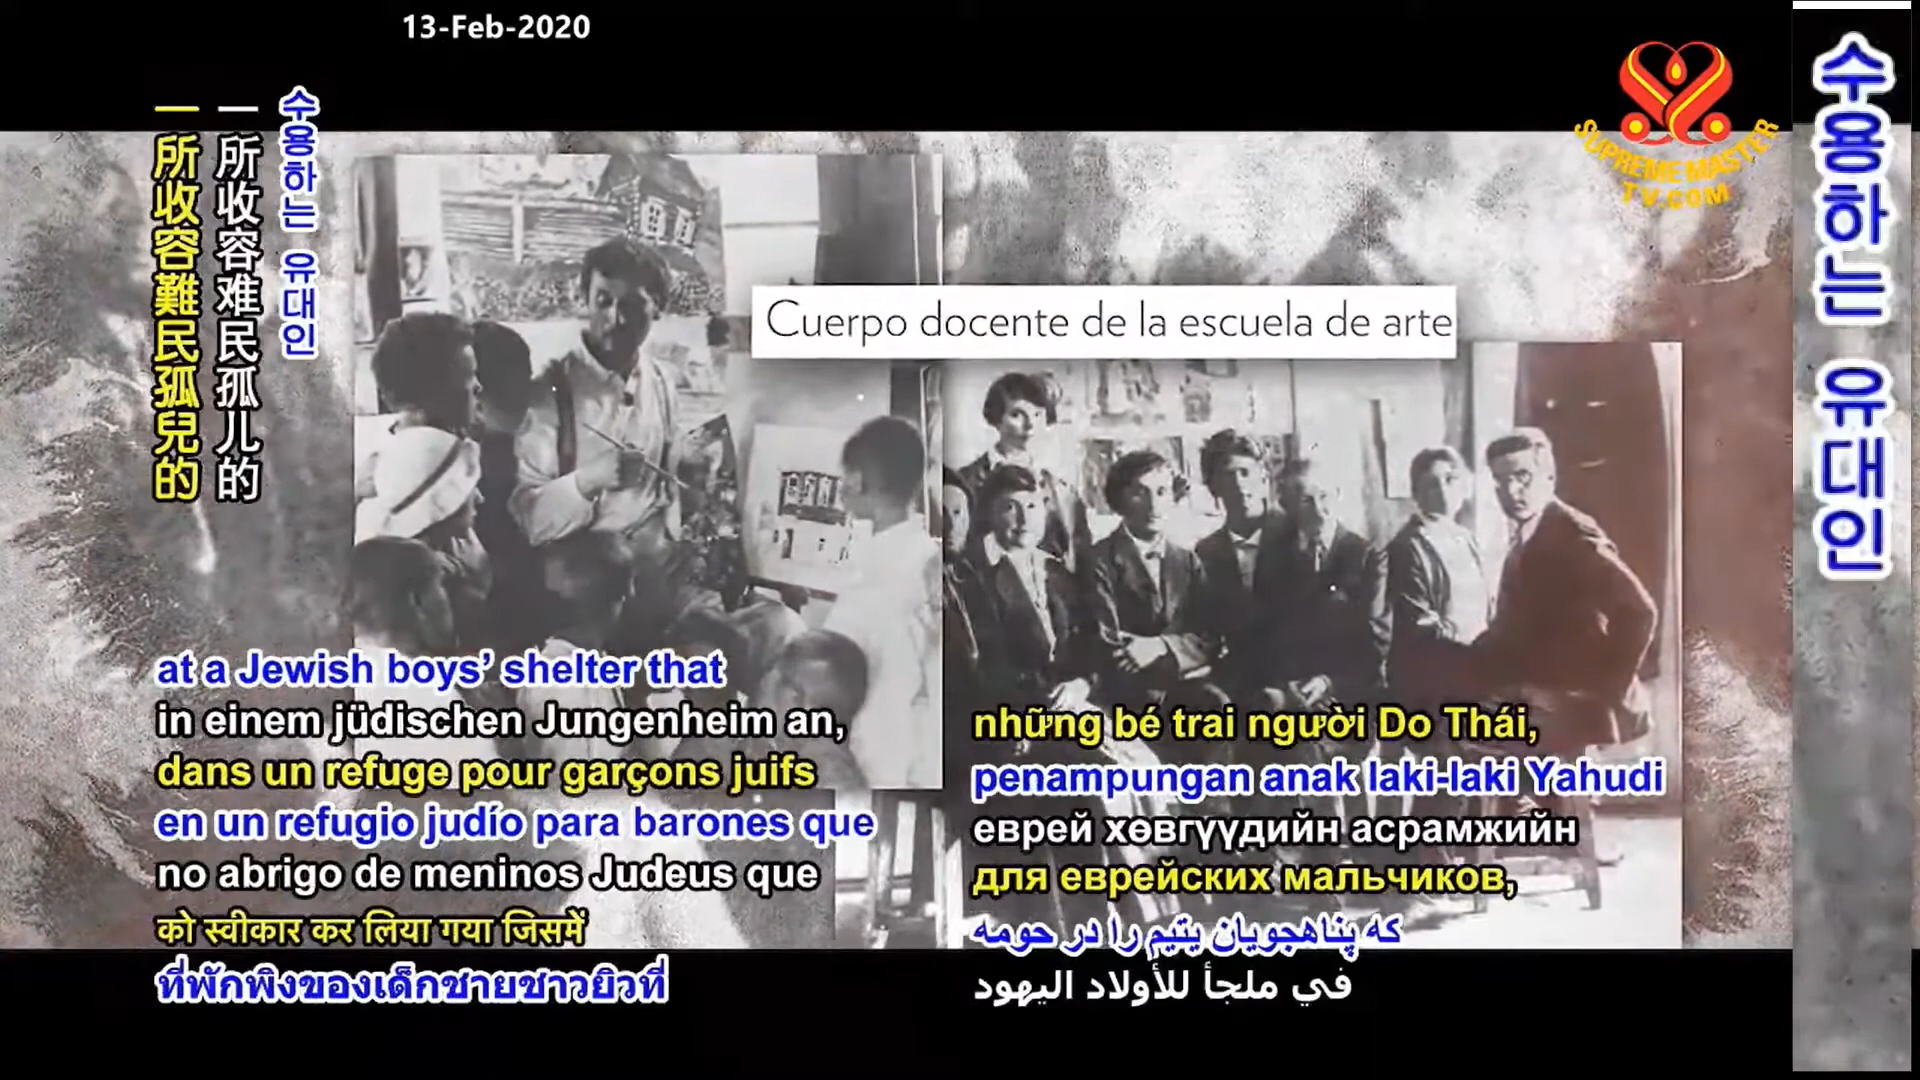 13-Feb-2020
SUPREME MASTER
TV.COM
수용하는 유대인
수용하는 유대인
一所收容难民孤儿的
一所收容難民孤兒的
Cuerpo docente de la escuela de arte
at a Jewish boys’ shelter that
in einem jüdischen Jungenheim an,
dans un refuge pour garçons juifs
en un refugio judío para barones que
no abrigo de meninos Judeus que
को स्वीकार कर लिया गया जिसमें
ที่พักพิงของเด็กชายชาวยิวที่
những bé trai người Do Thái,
penampungan anak laki-laki Yahudi
еврей хөвгүүдийн асрамжийн
для еврейских мальчиков,
که پناهجویان یتیم را در حومه
في ملجأ للأولاد اليهود